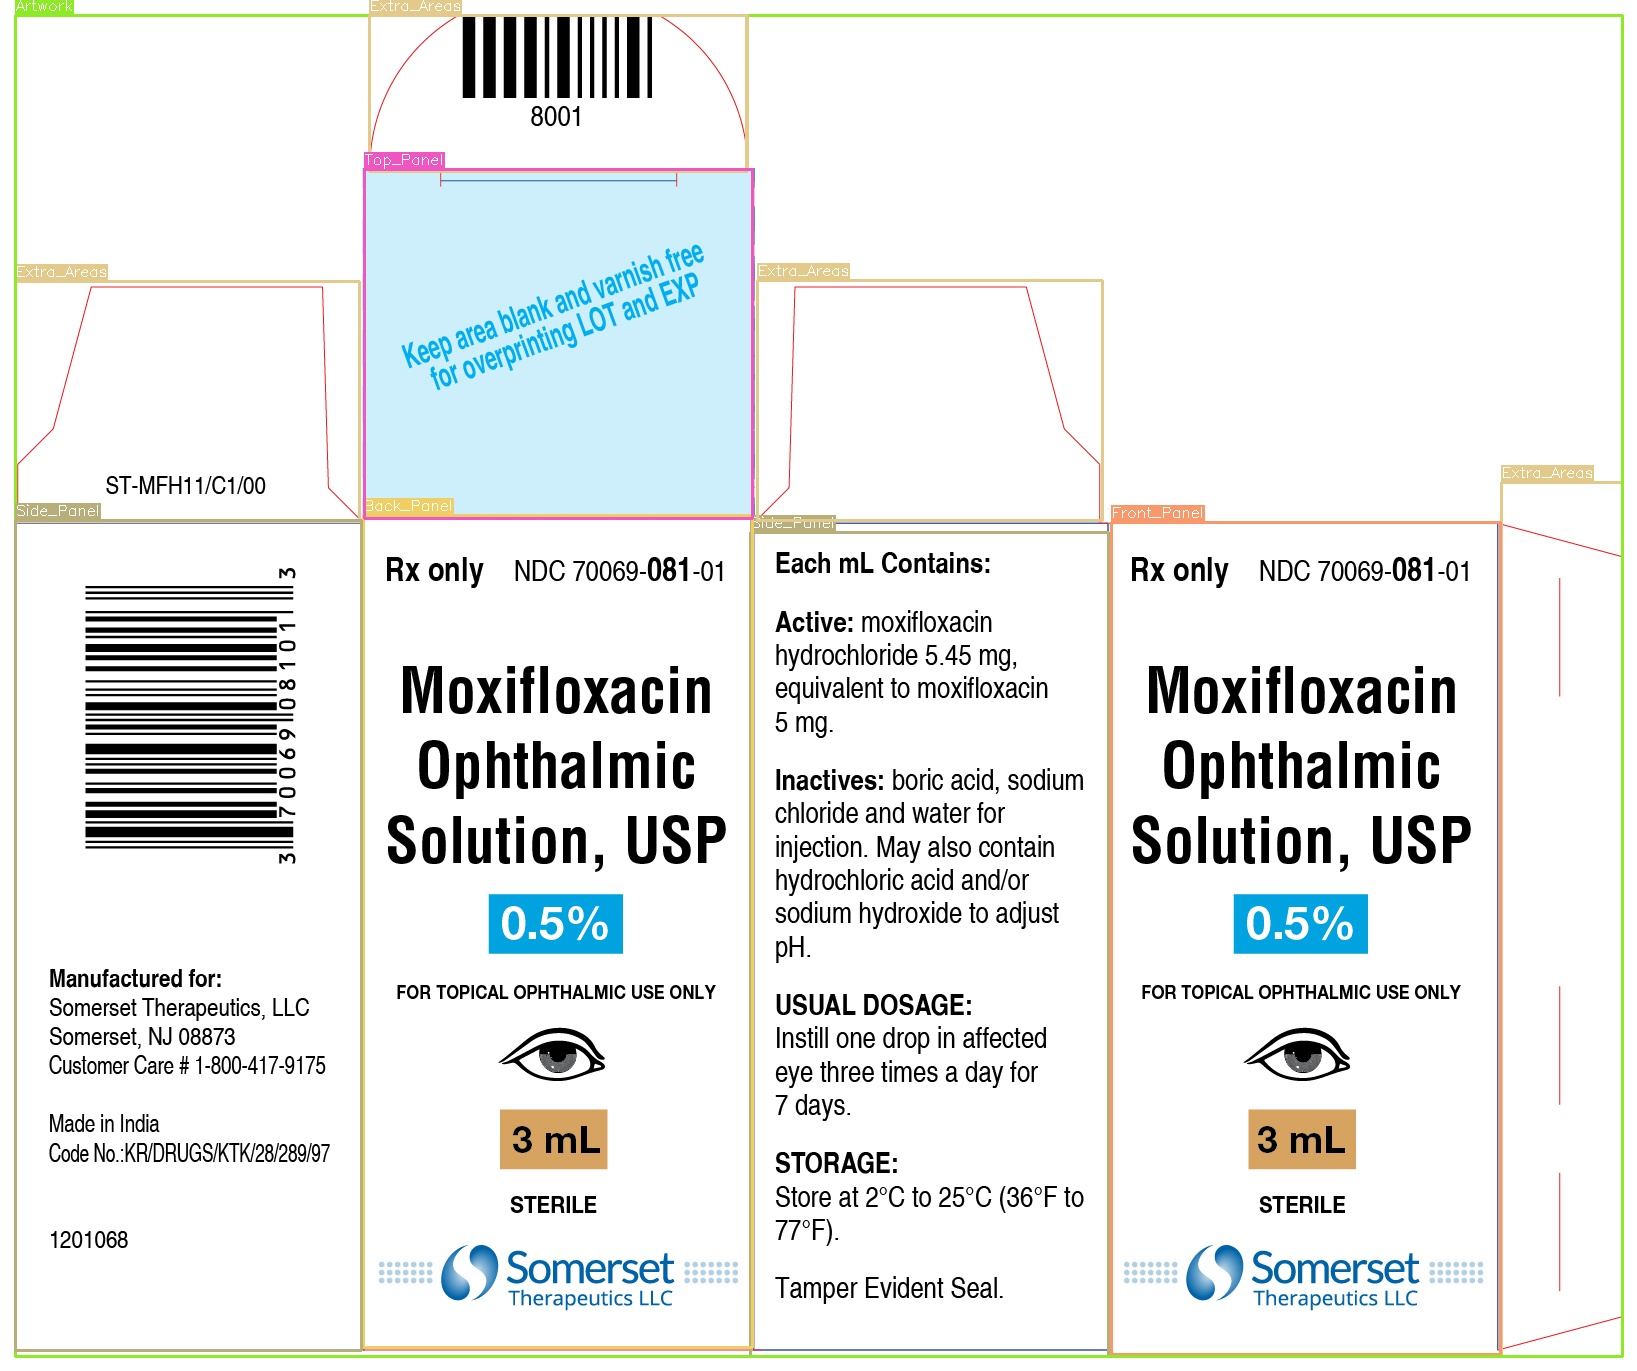 Artwork
Extra_Areas
8001
Top_Panel
Keep area blank and varnish free
for overprinting LOT and EXP
Extra_Areas
ST-MFH11/C1/00
Extra_Areas
Extra_Areas
Side_Panel
3 70069 08101 3
Manufactured for:
Somerset Therapeutics, LLC
Somerset, NJ 08873
Customer Care # 1-800-417-9175
Made in India
Code No.:KR/DRUGS/KTK/28/289/97
1201068
Back_Panel
Rx only NDC 70069-081-01
Moxifloxacin
Ophthalmic
Solution, USP
0.5%
FOR TOPICAL OPHTHALMIC USE ONLY
3 mL
STERILE
Somerset
Therapeutics LLC
Side_Panel
Each mL Contains:
Active: moxifloxacin
hydrochloride 5.45 mg,
equivalent to moxifloxacin
5 mg.
Inactives: boric acid, sodium
chloride and water for
injection. May also contain
hydrochloric acid and/or
sodium hydroxide to adjust
pH.
USUAL DOSAGE:
Instill one drop in affected
eye three times a day for
7 days.
STORAGE:
Store at 2°C to 25°C (36°F to
77°F).
Tamper Evident Seal.
Front_Panel
Rx only NDC 70069-081-01
Moxifloxacin
Ophthalmic
Solution, USP
0.5%
FOR TOPICAL OPHTHALMIC USE ONLY
3 mL
STERILE
Somerset
Therapeutics LLC